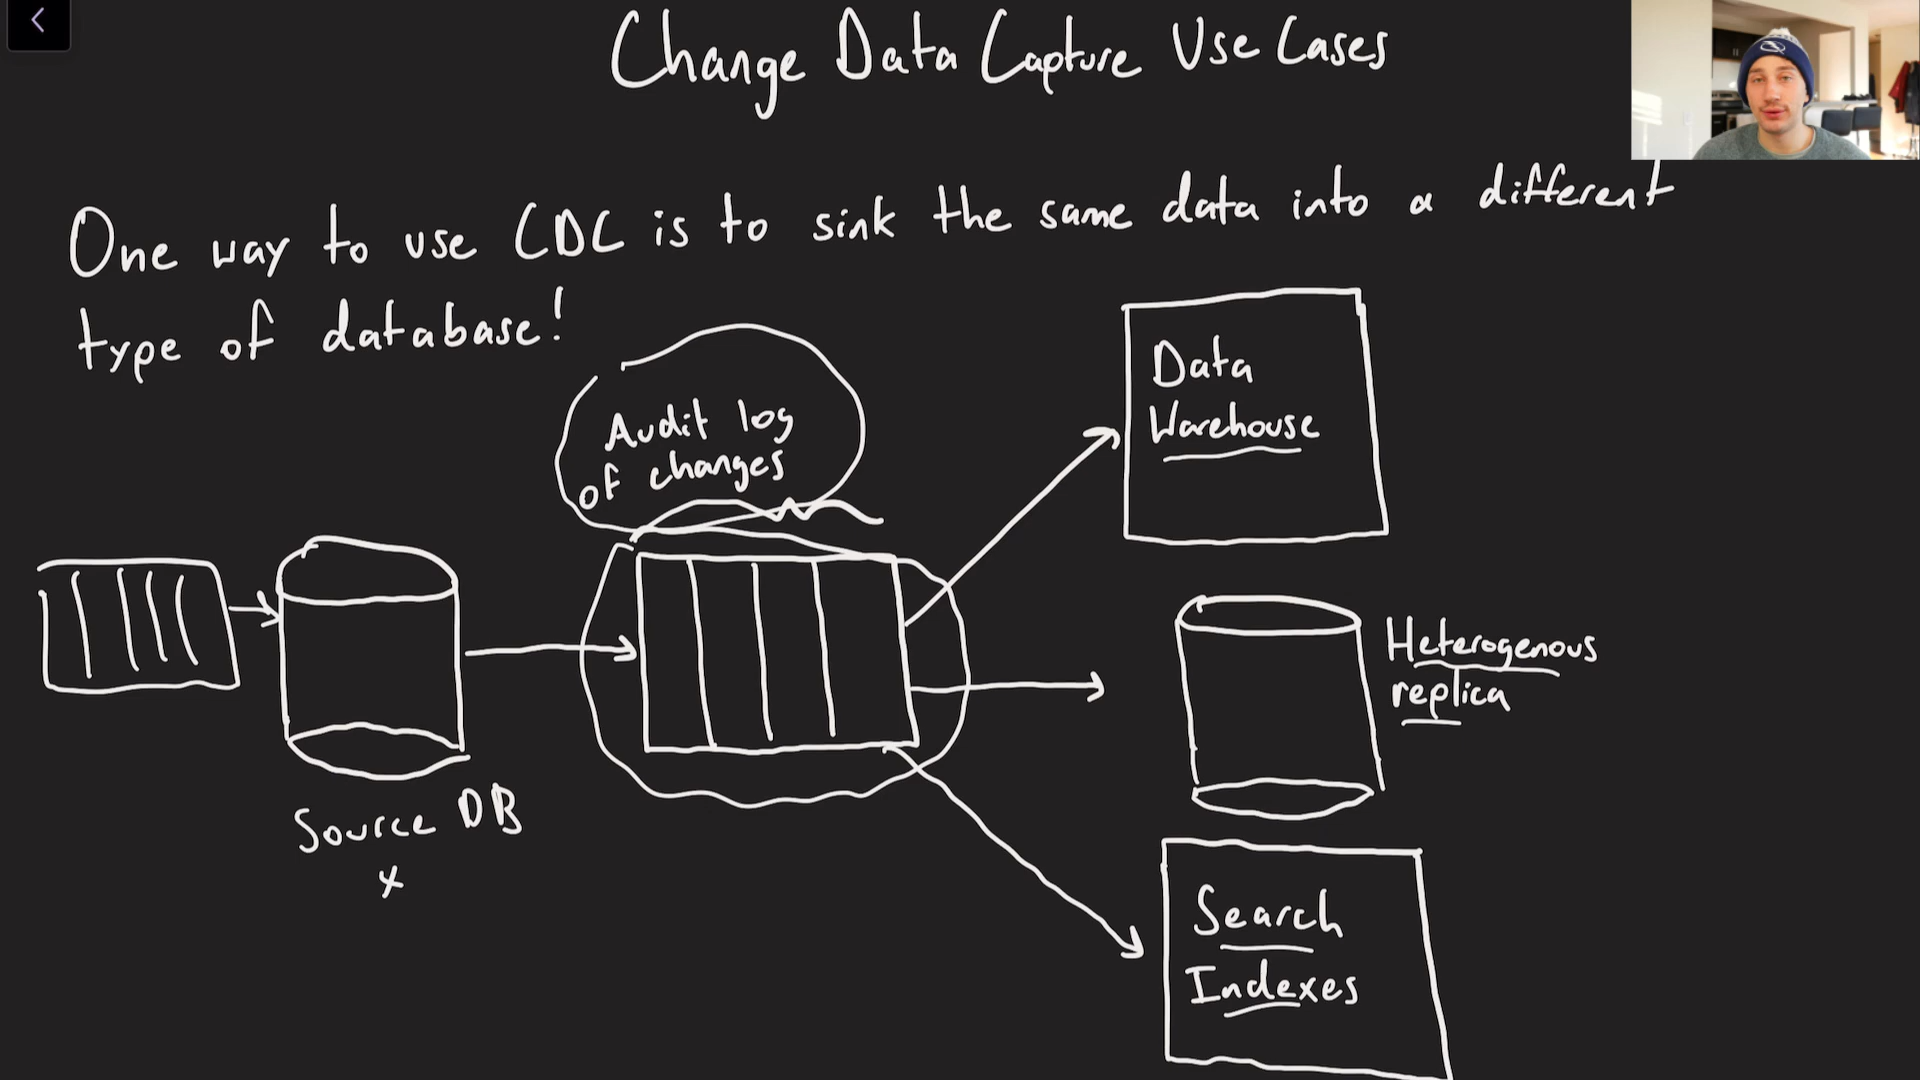 Change Data Capture Use Cases
One way to use CDC is to sink the same data into a different
type of database!
Audit log
of changes
Data
Warehouse
Heterogenous
replica
Source DB
x
Search
Indexes